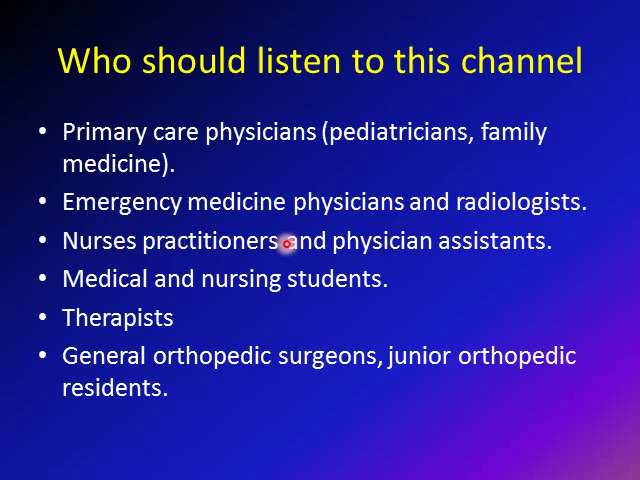 Who should listen to this channel
• Primary care physicians (pediatricians, family
medicine).
• Emergency medicine physicians and radiologists.
• Nurses practitioners and physician assistants.
• Medical and nursing students.
• Therapists
• General orthopedic surgeons, junior orthopedic
residents.